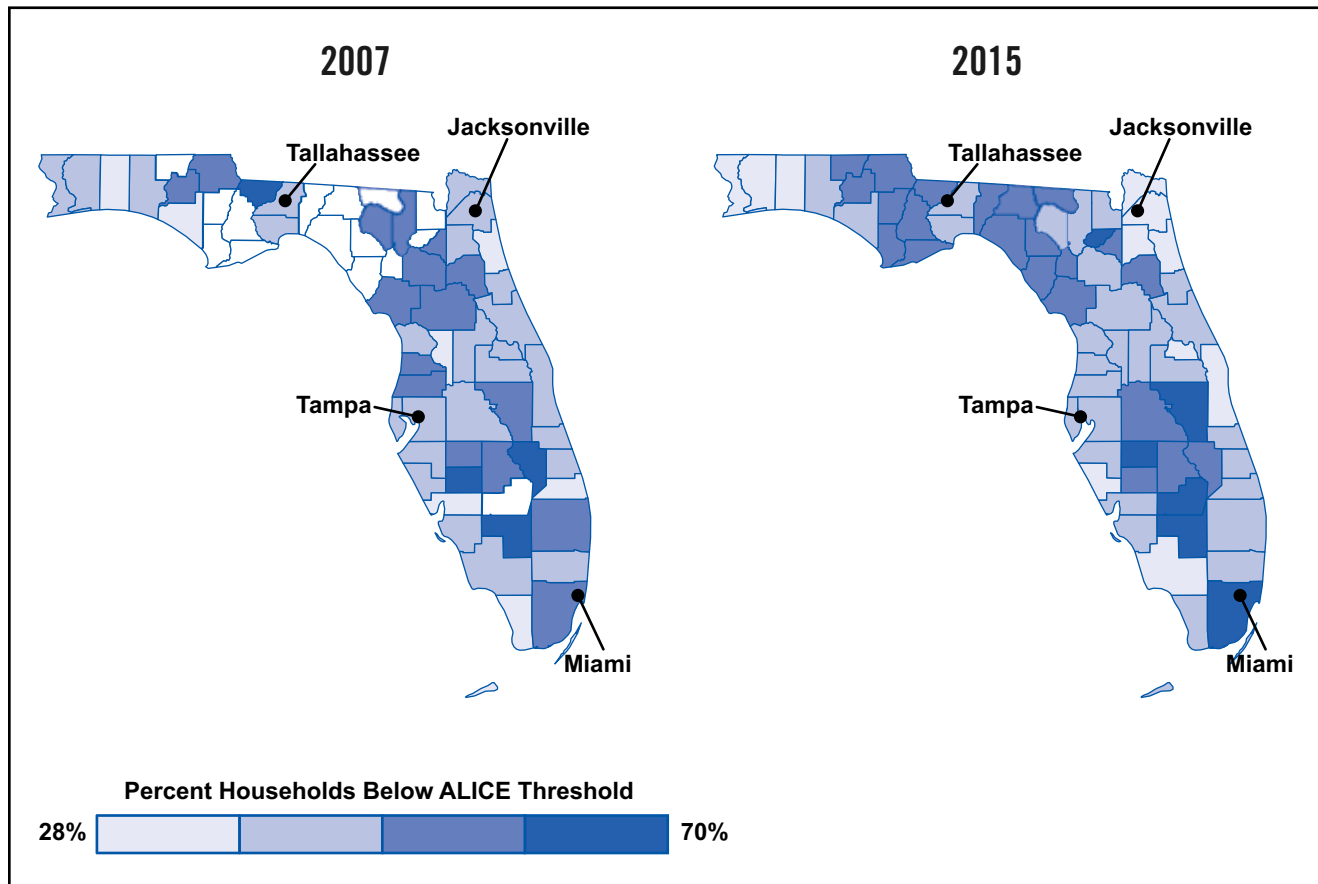 2007
2015
Jacksonville
Tallahassee
Tampa
Miami
Jacksonville
Tallahassee
Tampa
Miami
Percent Households Below ALICE Threshold
28%
70%